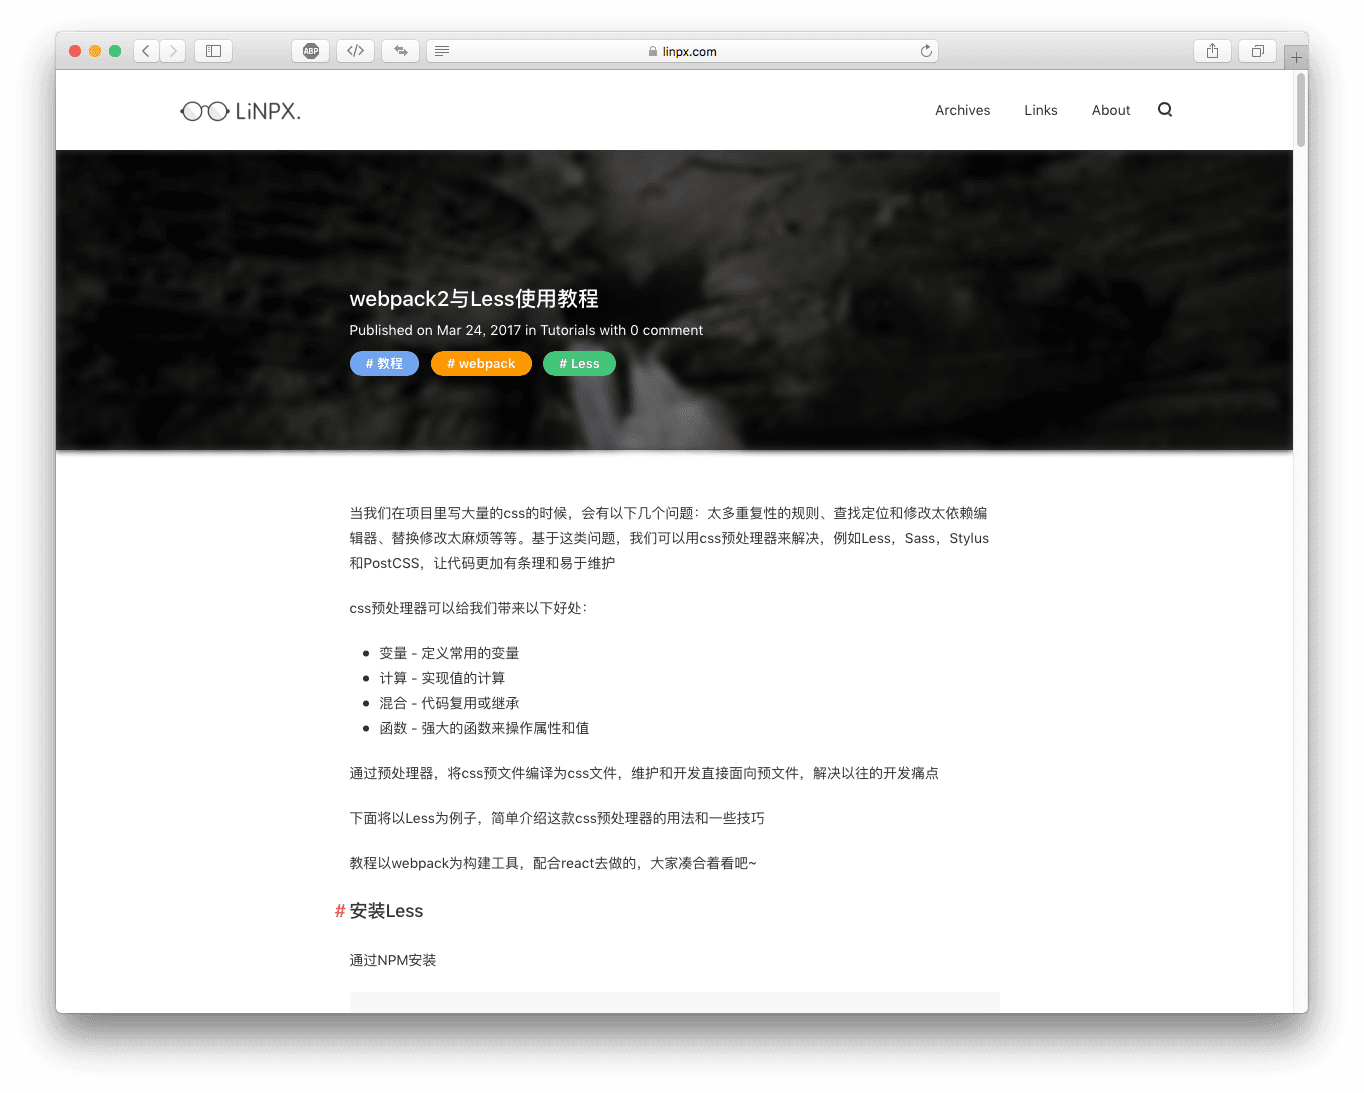 ABP
linpx.com
LiNPX.
Archives
Links
About
webpack2与Less使用教程
Published on Mar 24, 2017 in Tutorials with 0 comment
# 教程
# webpack
# Less
当我们在项目里写大量的css的时候，会有以下几个问题：太多重复性的规则、查找定位和修改太依赖编
辑器、替换修改太麻烦等等。基于这类问题，我们可以用css预处理器来解决，例如Less，Sass，Stylus
和PostCSS，让代码更加有条理和易于维护
css预处理器可以给我们带来以下好处：
变量 - 定义常用的变量
计算 - 实现值的计算
混合 - 代码复用或继承
函数 - 强大的函数来操作属性和值
通过预处理器，将css预文件编译为css文件，维护和开发直接面向预文件，解决以往的开发痛点
下面将以Less为例子，简单介绍这款css预处理器的用法和一些技巧
教程以webpack为构建工具，配合react去做的，大家凑合着看吧~
# 安装Less
通过NPM安装